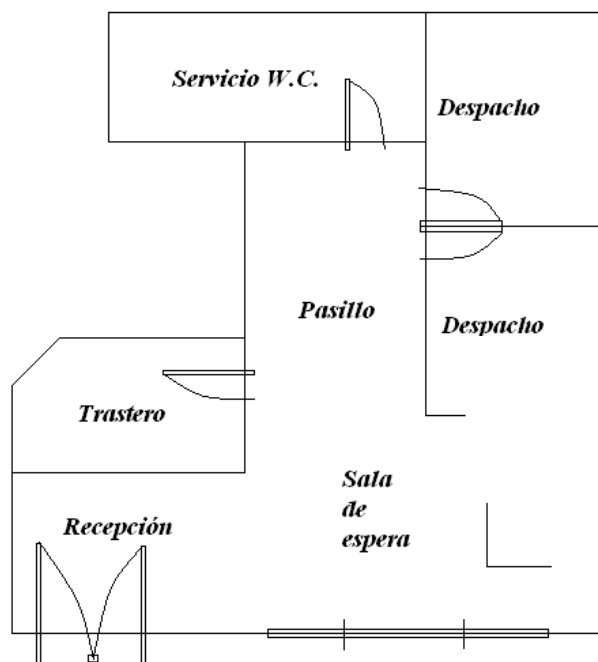 Servicio W.C.
Despacho
Pasillo
Despacho
Trastero
Sala
de
espera
Recepción